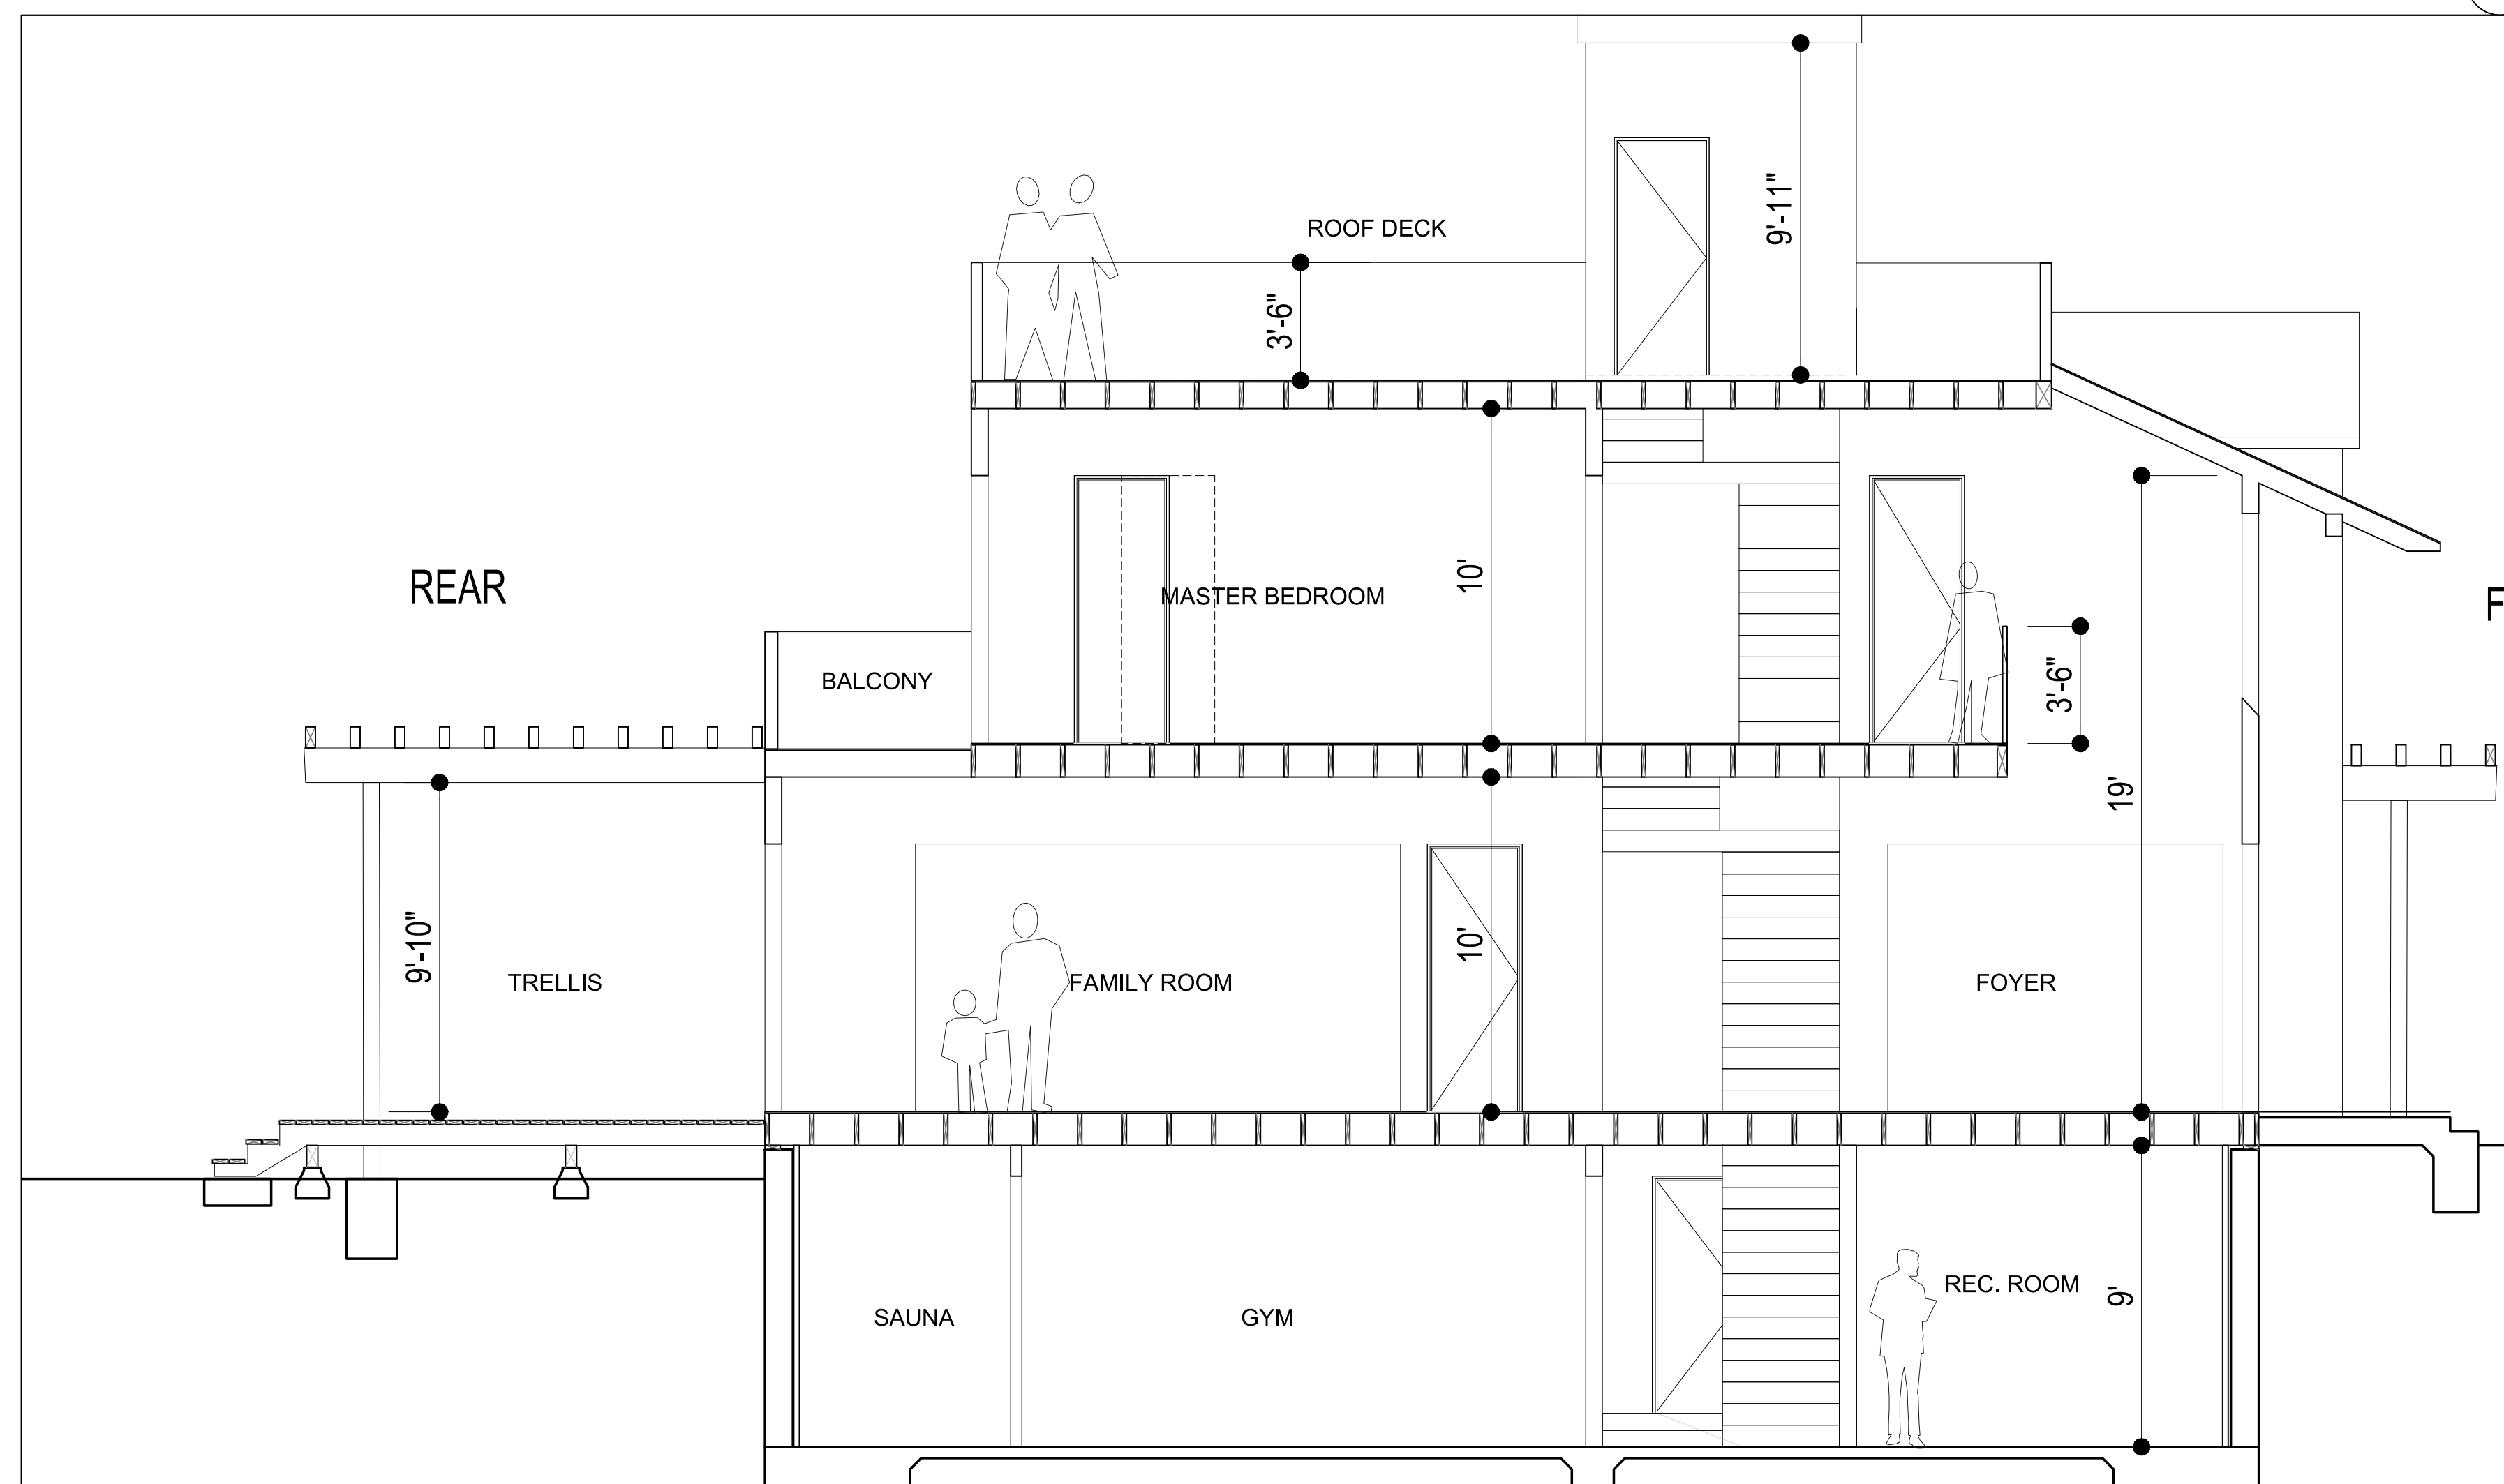 9'-11"
ROOF DECK
3'-6"
REAR
F
10'
MASTER BEDROOM
BALCONY
3'-6"
19'
9'-10"
10'
TRELLIS
FAMILY ROOM
FOYER
REC. ROOM
9'
SAUNA
GYM